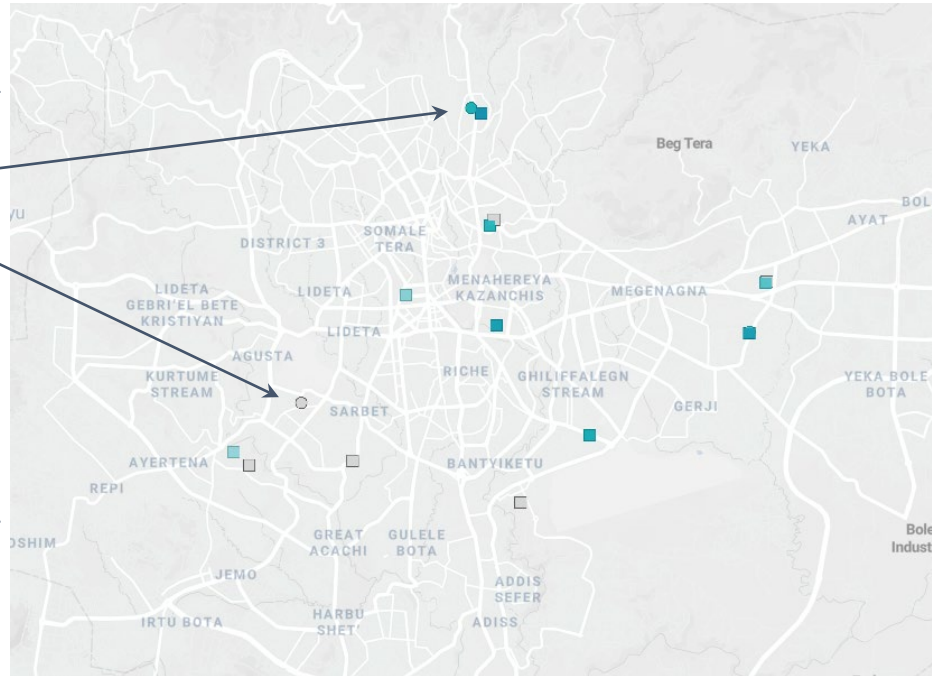 Beg Tera
YEKA
BOL
AYAT
YU
DISTRICT 3
SOMALE
TERA
LIDETA
GEBRI'EL BETE
KRISTIYAN
LIDETA
MENAHEREYA
KAZANCHIS
MEGENAGNA
LIDETA
AGUSTA
KURTUME
STREAM
RICHE
GHILIFFALEGN
STREAM
YEKA BOLE
BOTA
SARBET
GERJI
AYERTENA
BANTYIKETU
REPI
OSHIM
GREAT
ACACHI
GULELE
BOTA
Bole
Indust
JEMO
ADDIS
SEFER
IRTU BOTA
HARBU
SHET'
ADISS